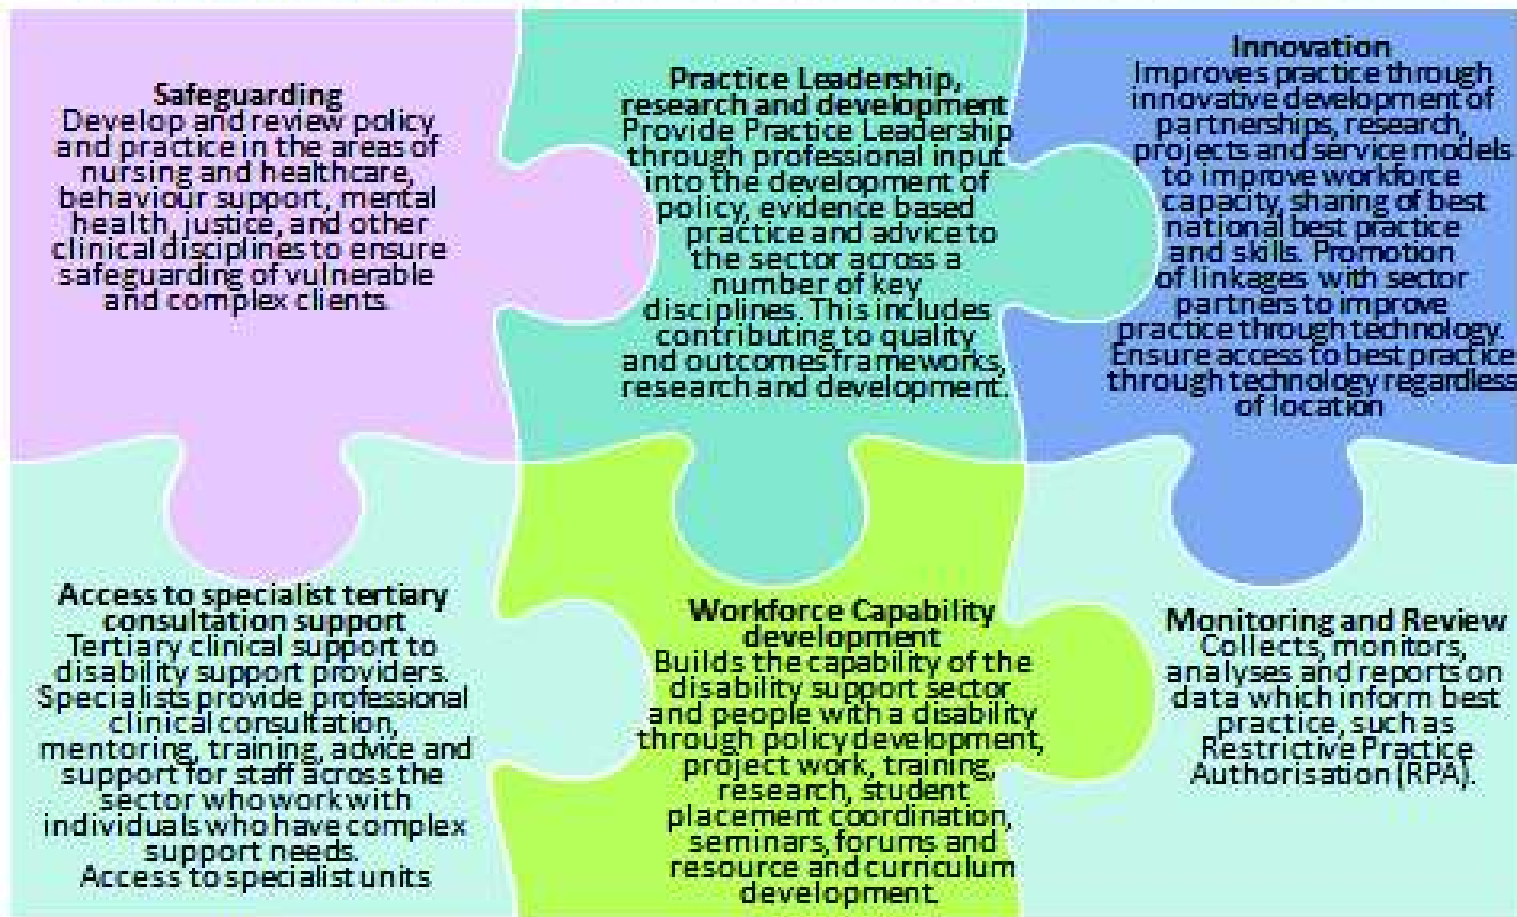 Safeguarding
Develop and review policy
and practice in the areas of
nursing and healthcare,
behaviour support, mental
health, justice, and other
clinical disciplines to ensure
safeguarding of vulnerable
and complex clients.
Practice Leadership,
research and development
Provide Practice Leadership
through professional input
into the development of
policy, evidence based
practice and advice to
the sector across a
number of key
disciplines. This includes
contributing to quality
and outcomes frameworks,
research and development.
Innovation
Improves practice through
innovative development of
partnerships, research,
projects and service models
to improve workforce
capacity, sharing of best
national best practice
and skills. Promotion
of linkages with sector
partners to improve
practice through technology.
Ensure access to best practice
through technology regardless
of location
Access to specialist tertiary
consultation support
Tertiary clinical support to
disability support providers.
Specialists provide professional
clinical consultation,
mentoring, training, advice and
support for staff across the
sector who work with
individuals who have complex
support needs.
Access to specialist units
Workforce Capability
development
Builds the capability of the
disability support sector
and people with a disability
through policy development,
project work, training,
research, student
placement coordination,
seminars, forums and
resource and curriculum
development.
Monitoring and Review
Collects, monitors,
analyses and reports on
data which inform best
practice, such as
Restrictive Practice
Authorisation (RPA).